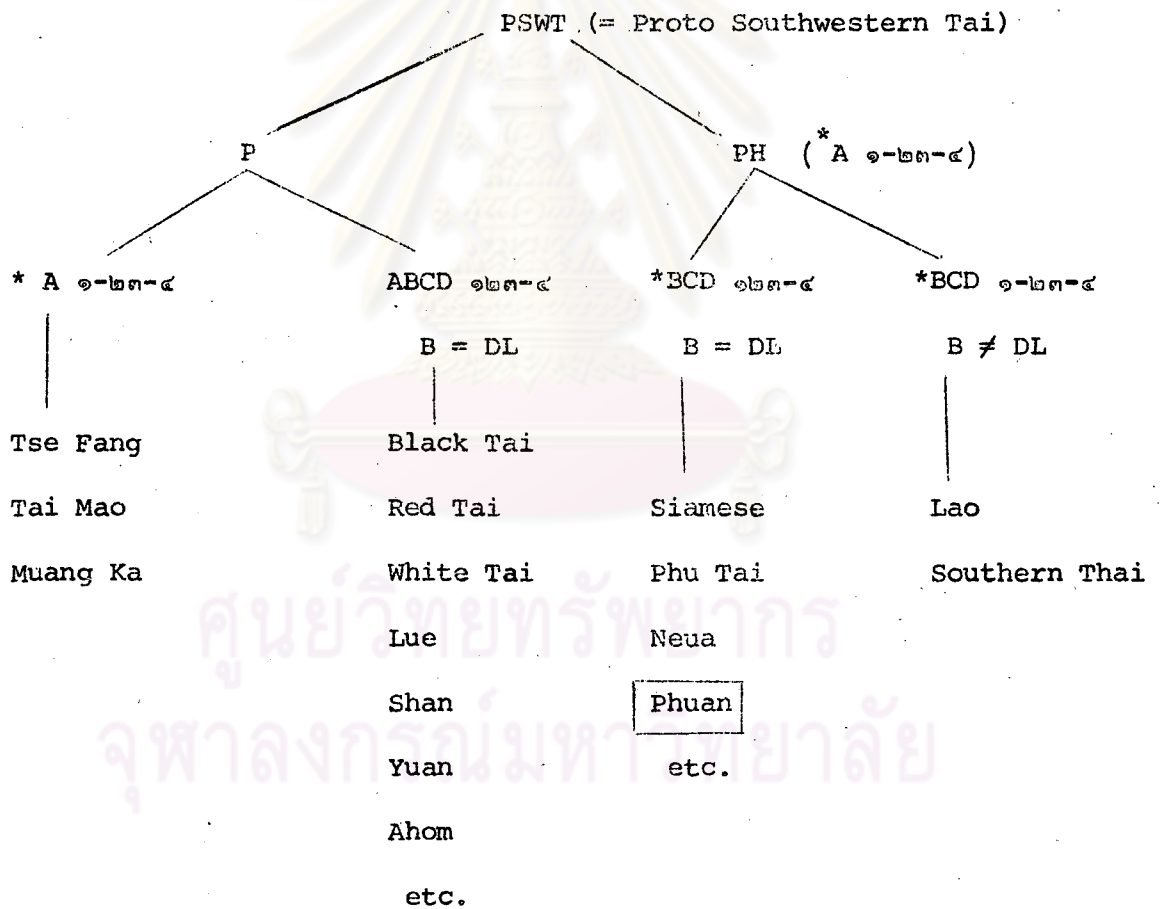 PSWT (= Proto Southwestern Tai)
P PH (*A ๑-๒๓-๔)
* A ๑-๒๓-๔ ABCD ๑๒๓-๔ *BCD ๑๒๓-๔ *BCD ๑-๒๓-๔
B = DL B = DL B ≠ DL
Tse Fang Black Tai
Tai Mao Red Tai Siamese Lao
Muang Ka White Tai Phu Tai Southern Thai
Lue Neua
Shan Phuan
Yuan etc.
Ahom
etc.
ศูนย์วิทยทรัพยากร
จุฬาลงกรณ์มหาวิทยาลัย